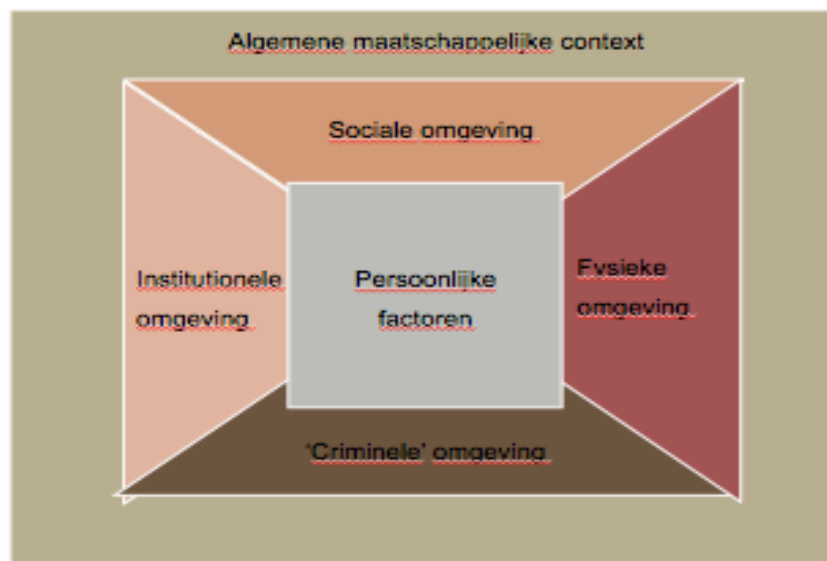 Algemene maatschappelijke context
Sociale omgeving
Institutionele
omgeving
Persoonlijke
factoren
Fysieke
omgeving
'Criminele' omgeving